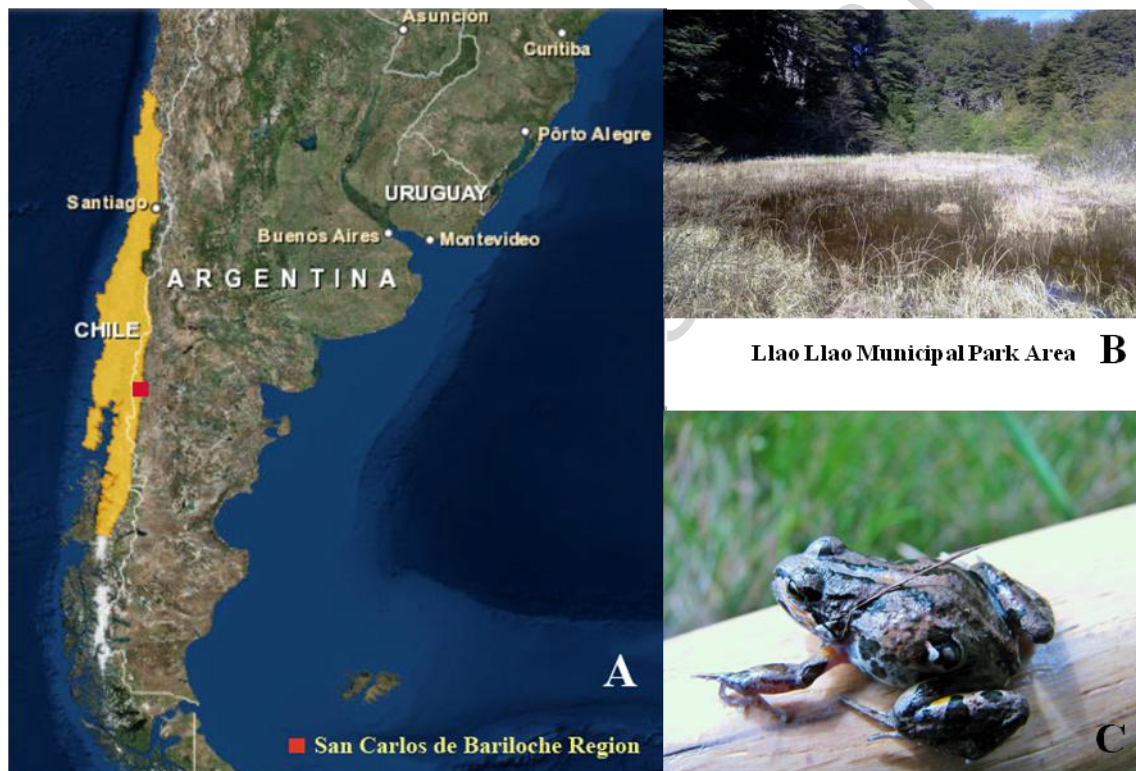 Asunción
Curitiba
Pôrto Alegre
Santiago
URUGUAY
Buenos Aires
Montevideo
ARGENTINA
CHILE
A
San Carlos de Bariloche Region
B
Llao Llao Municipal Park Area
C